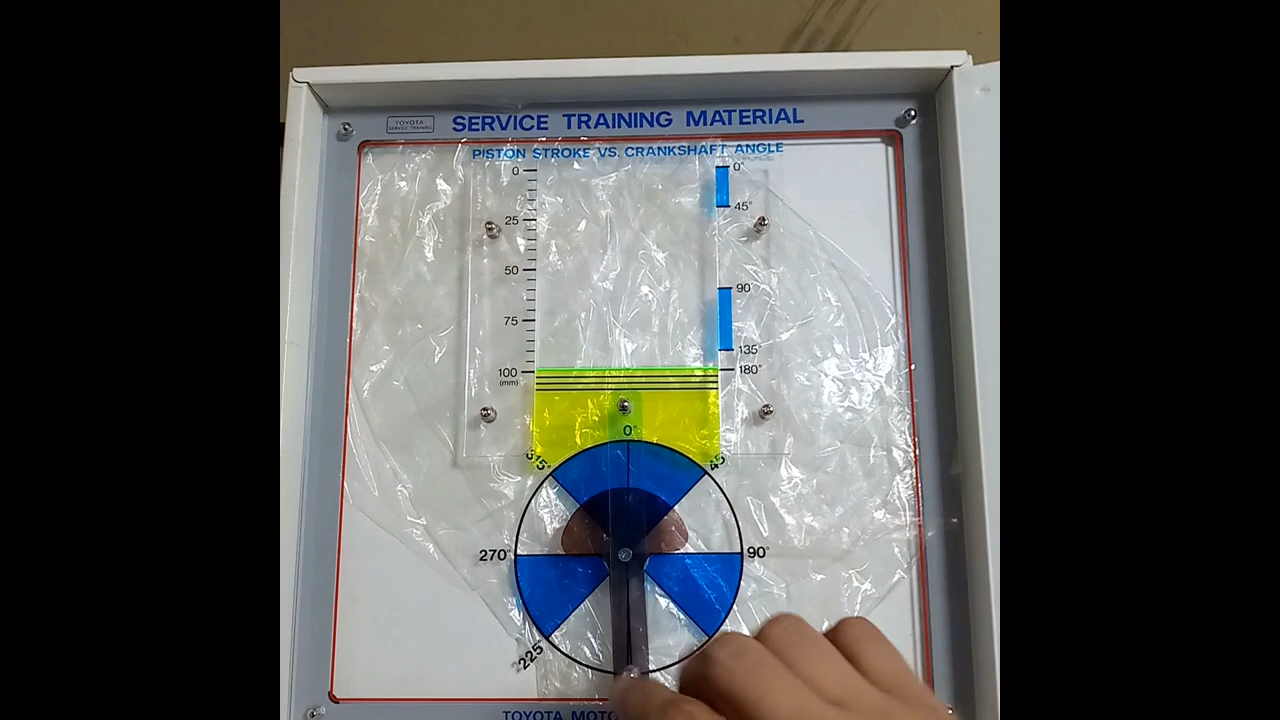 TOYOTA
SERVICE TRAINING
SERVICE TRAINING MATERIAL
PISTON STROKE VS. CRANKSHAFT ANGLE
0
25
50
75
100
(mm)
0°
45°
90°
135°
180°
0°
315°
45°
270°
90°
225°
TOYOTA